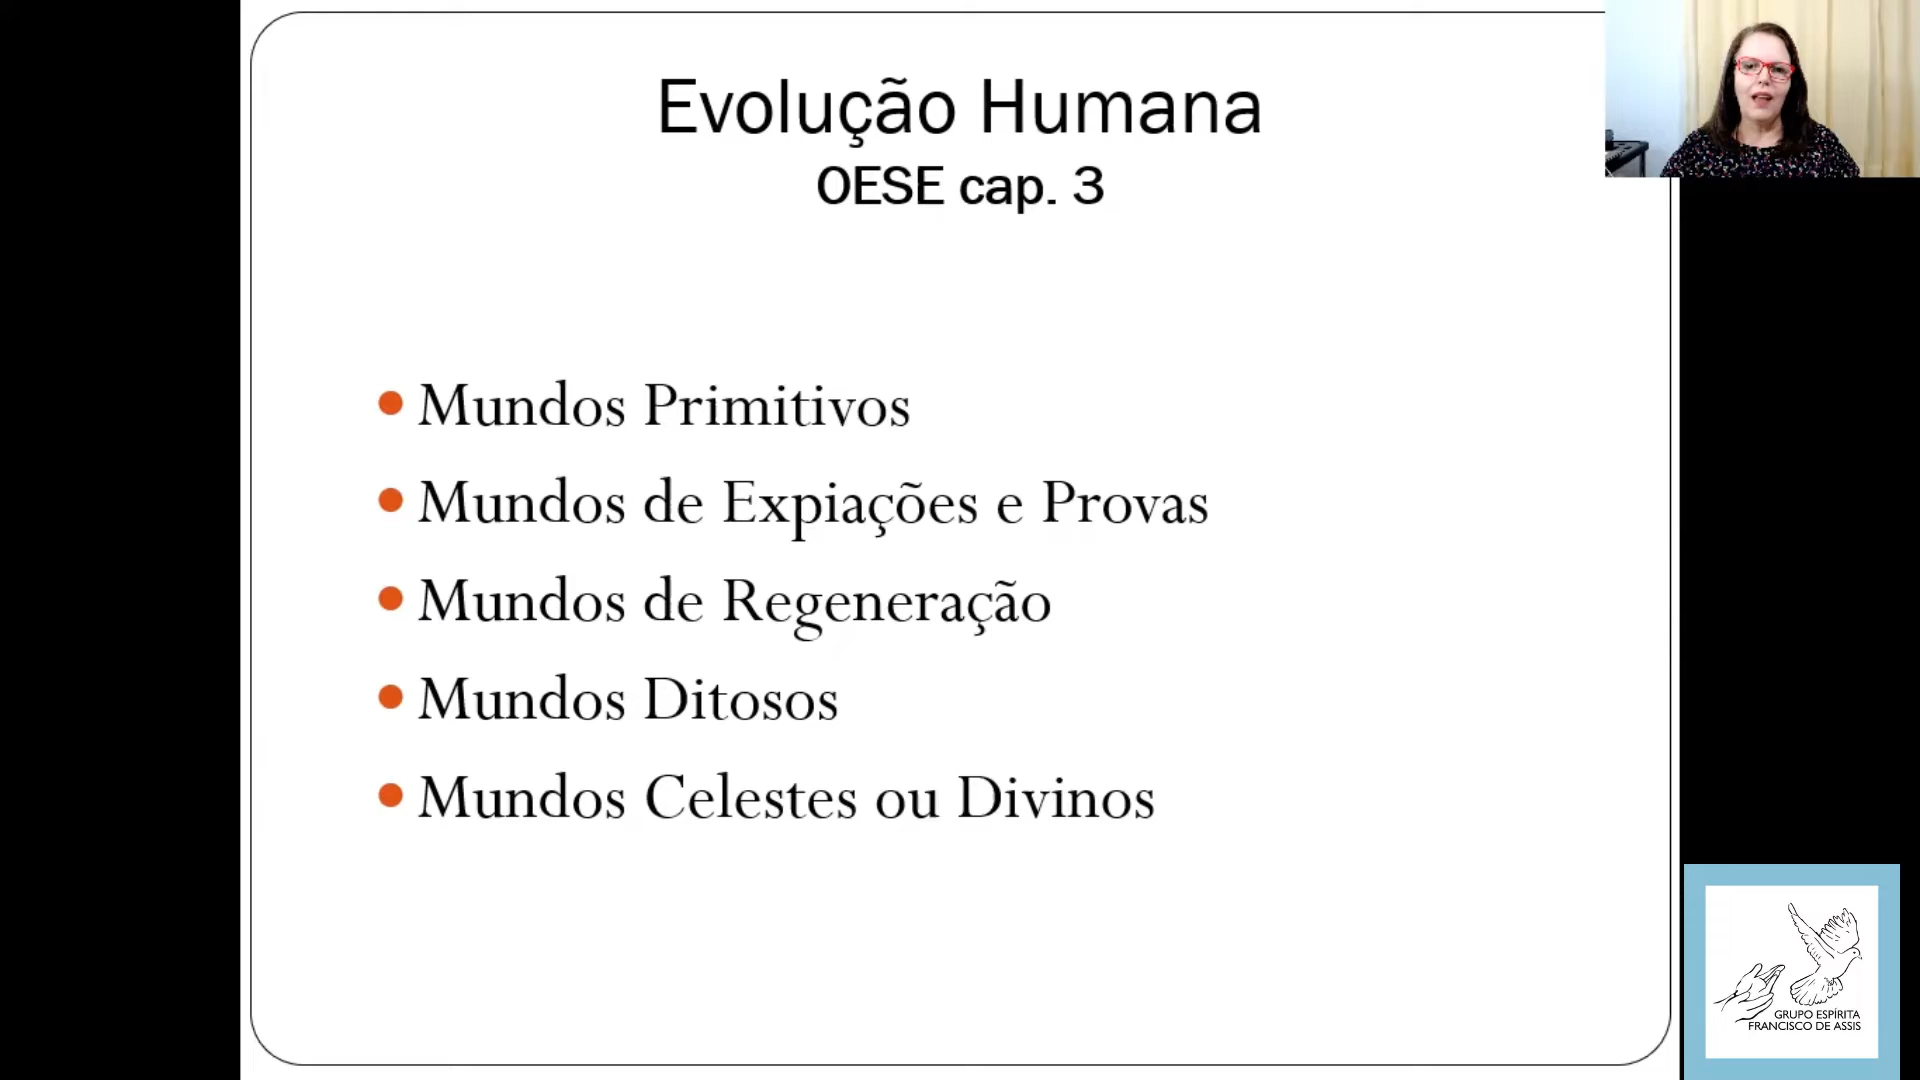 Evolução Humana
OESE cap. 3
Mundos Primitivos
Mundos de Expiações e Provas
Mundos de Regeneração
Mundos Ditosos
Mundos Celestes ou Divinos
GRUPO ESPÍRITA
FRANCISCO DE ASSIS